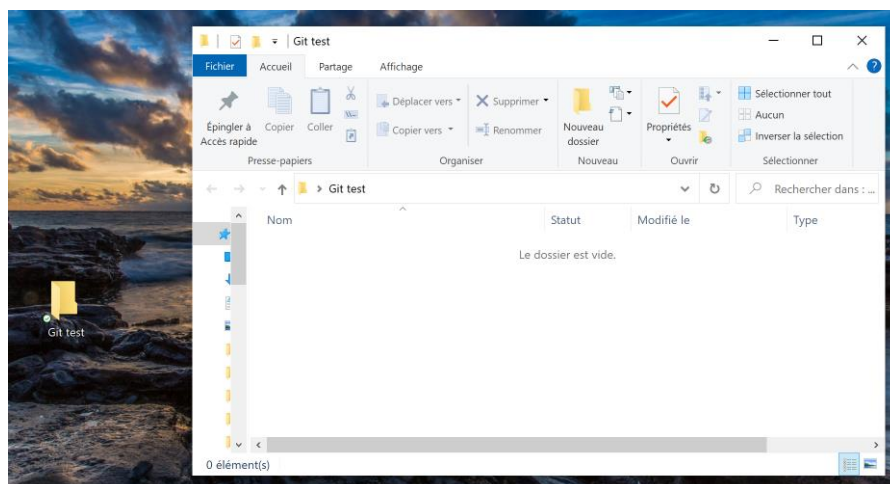 Git test
Fichier Accueil Partage Affichage
Épingler à Accès rapide
Copier
Coller
Déplacer vers
Copier vers
Supprimer
Renommer
Nouveau dossier
Propriétés
Sélectionner tout
Aucun
Inverser la sélection
Presse-papiers Organiser Nouveau Ouvrir Sélectionner
Git test
Rechercher dans : ...
Nom Statut Modifié le Type
Le dossier est vide.
Git test
0 élément(s)